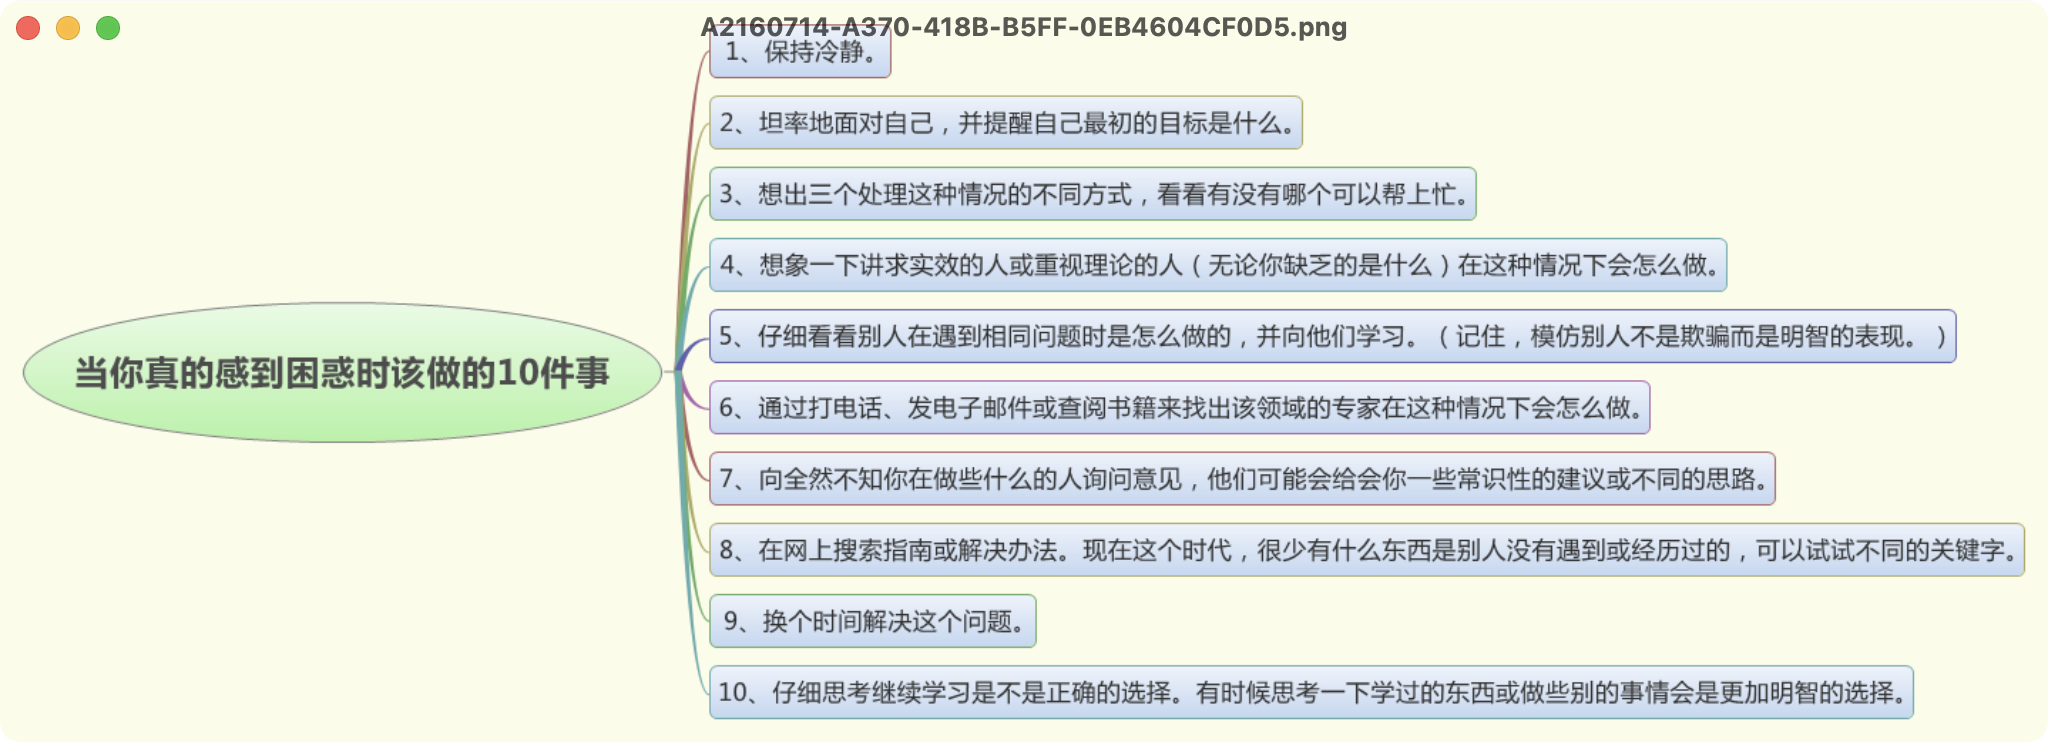 A2160714-A370-418B-B5FF-0EB4604CF0D5.png
当你真的感到困惑时该做的10件事
1、保持冷静。
2、坦率地面对自己，并提醒自己最初的目标是什么。
3、想出三个处理这种情况的不同方式，看看有没有哪个可以帮上忙。
4、想象一下讲求实效的人或重视理论的人（无论你缺乏的是什么）在这种情况下会怎么做。
5、仔细看看别人在遇到相同问题时是怎么做的，并向他们学习。（记住，模仿别人不是欺骗而是明智的表现。）
6、通过打电话、发电子邮件或查阅书籍来找出该领域的专家在这种情况下会怎么做。
7、向全然不知你在做些什么的人询问意见，他们可能会给会你一些常识性的建议或不同的思路。
8、在网上搜索指南或解决办法。现在这个时代，很少有什么东西是别人没有遇到或经历过的，可以试试不同的关键字。
9、换个时间解决这个问题。
10、仔细思考继续学习是不是正确的选择。有时候思考一下学过的东西或做些别的事情会是更加明智的选择。